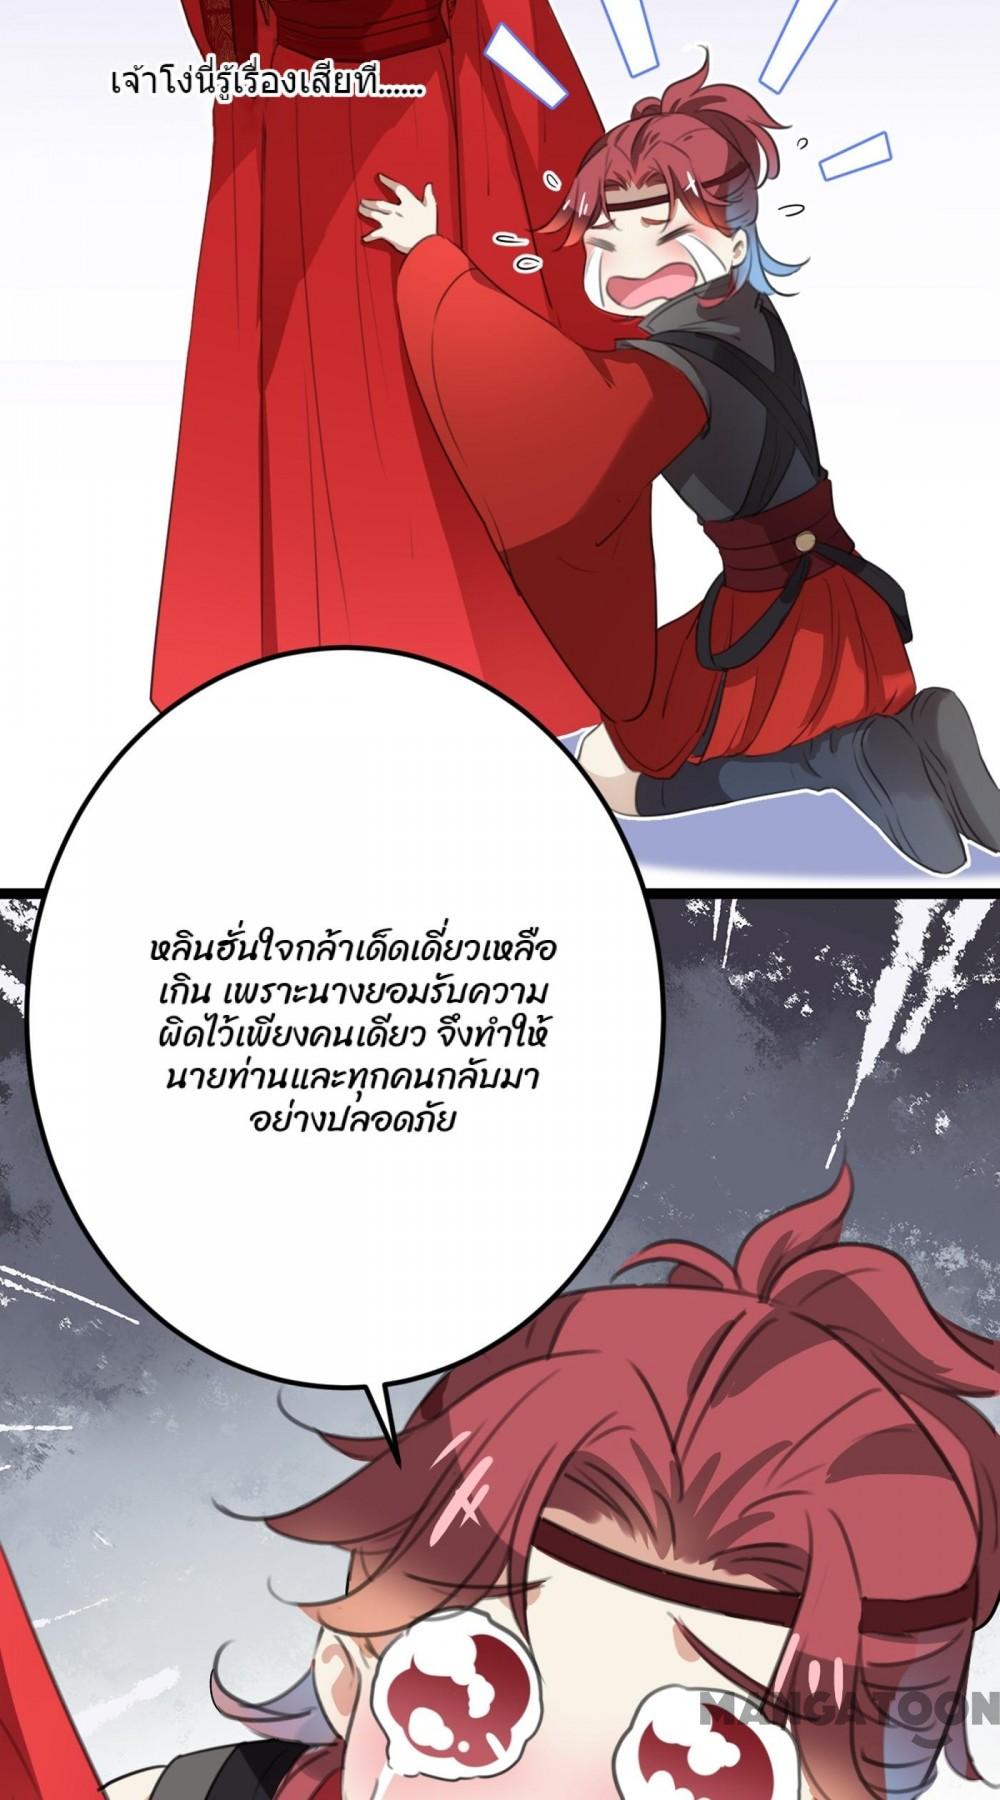 เจ้าโง่นี่รู้เรื่องเสียที......
หลินฮั่นใจกล้าเด็ดเดี่ยวเหลือ
เกิน เพราะนางยอมรับความ
ผิดไว้เพียงคนเดียว จึงทำให้
นายท่านและทุกคนกลับมา
อย่างปลอดภัย
MANGATOON